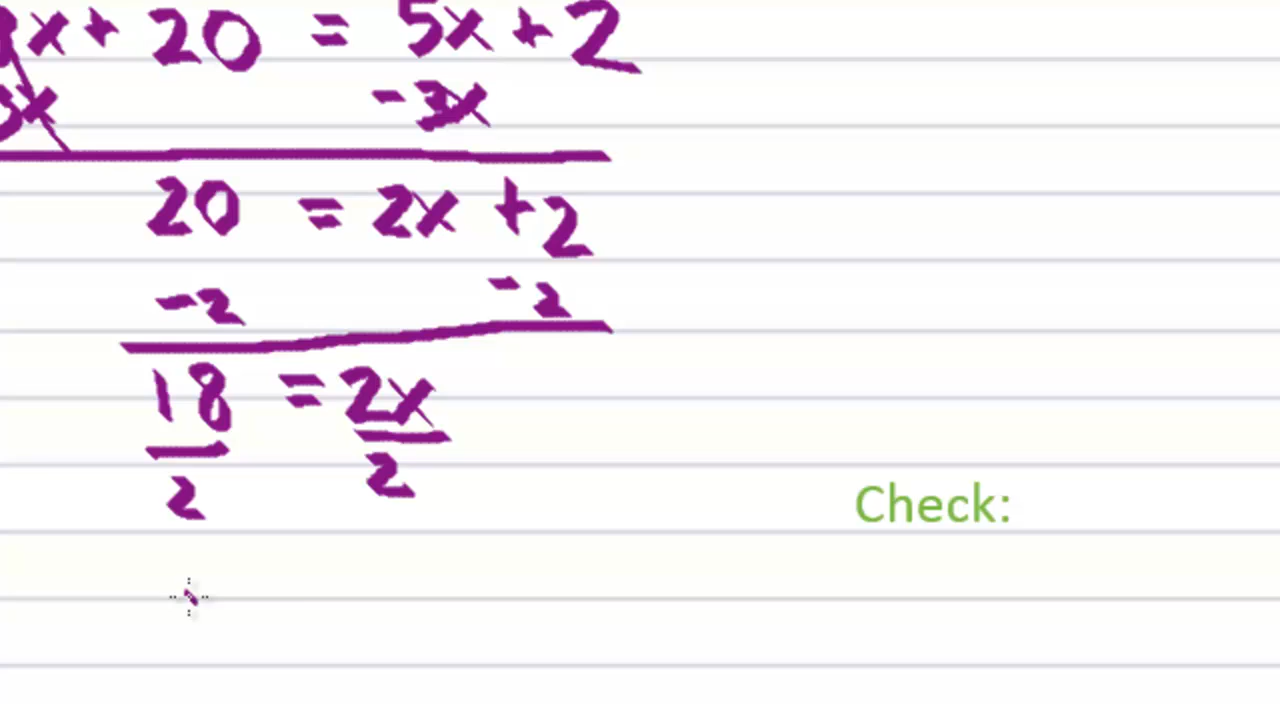 x + 20 = 5x + 2
x - 3x
20 = 2x + 2
-2 -2
18 = 2x
2 2
Check: